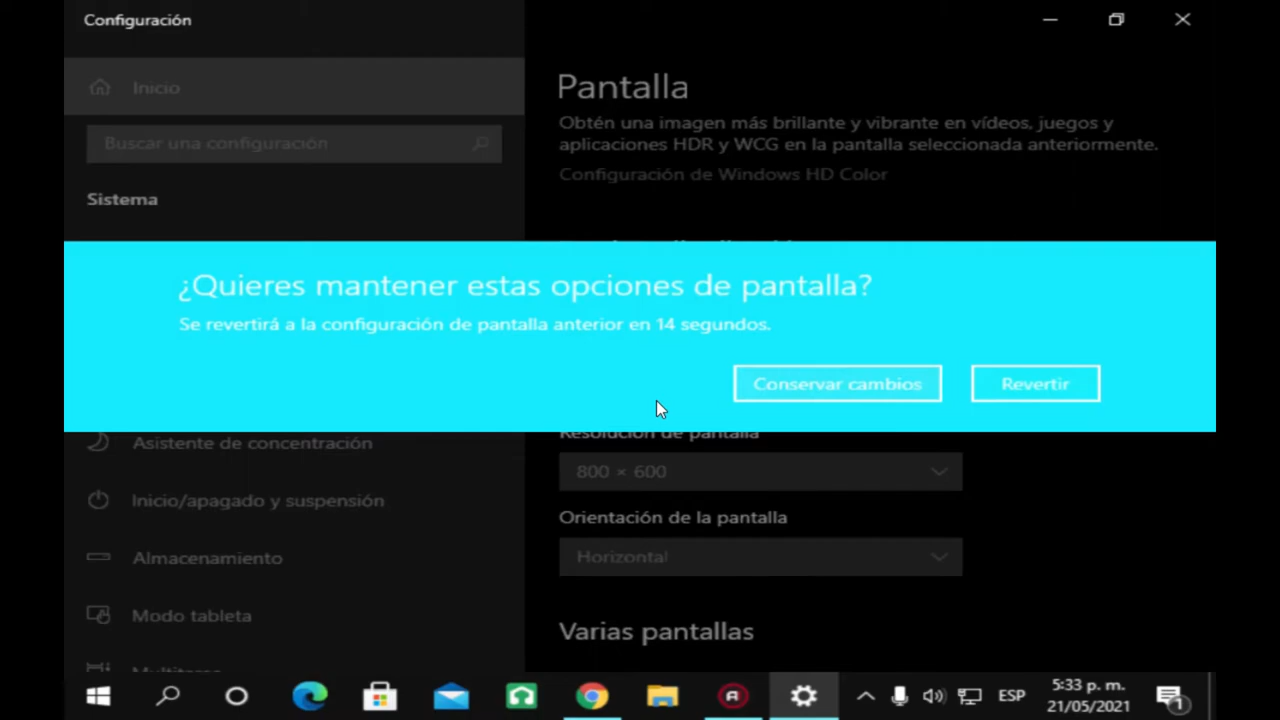 Configuración
Inicio
Buscar una configuración
Sistema
Pantalla
Obtén una imagen más brillante y vibrante en vídeos, juegos y
aplicaciones HDR y WCG en la pantalla seleccionada anteriormente.
Configuración de Windows HD Color
¿Quieres mantener estas opciones de pantalla?
Se revertirá a la configuración de pantalla anterior en 14 segundos.
Conservar cambios
Revertir
Asistente de concentración
Inicio/apagado y suspensión
Almacenamiento
Modo tableta
Resolución de pantalla
800 × 600
Orientación de la pantalla
Horizontal
Varias pantallas
ESP
5:33 p. m.
21/05/2021
1